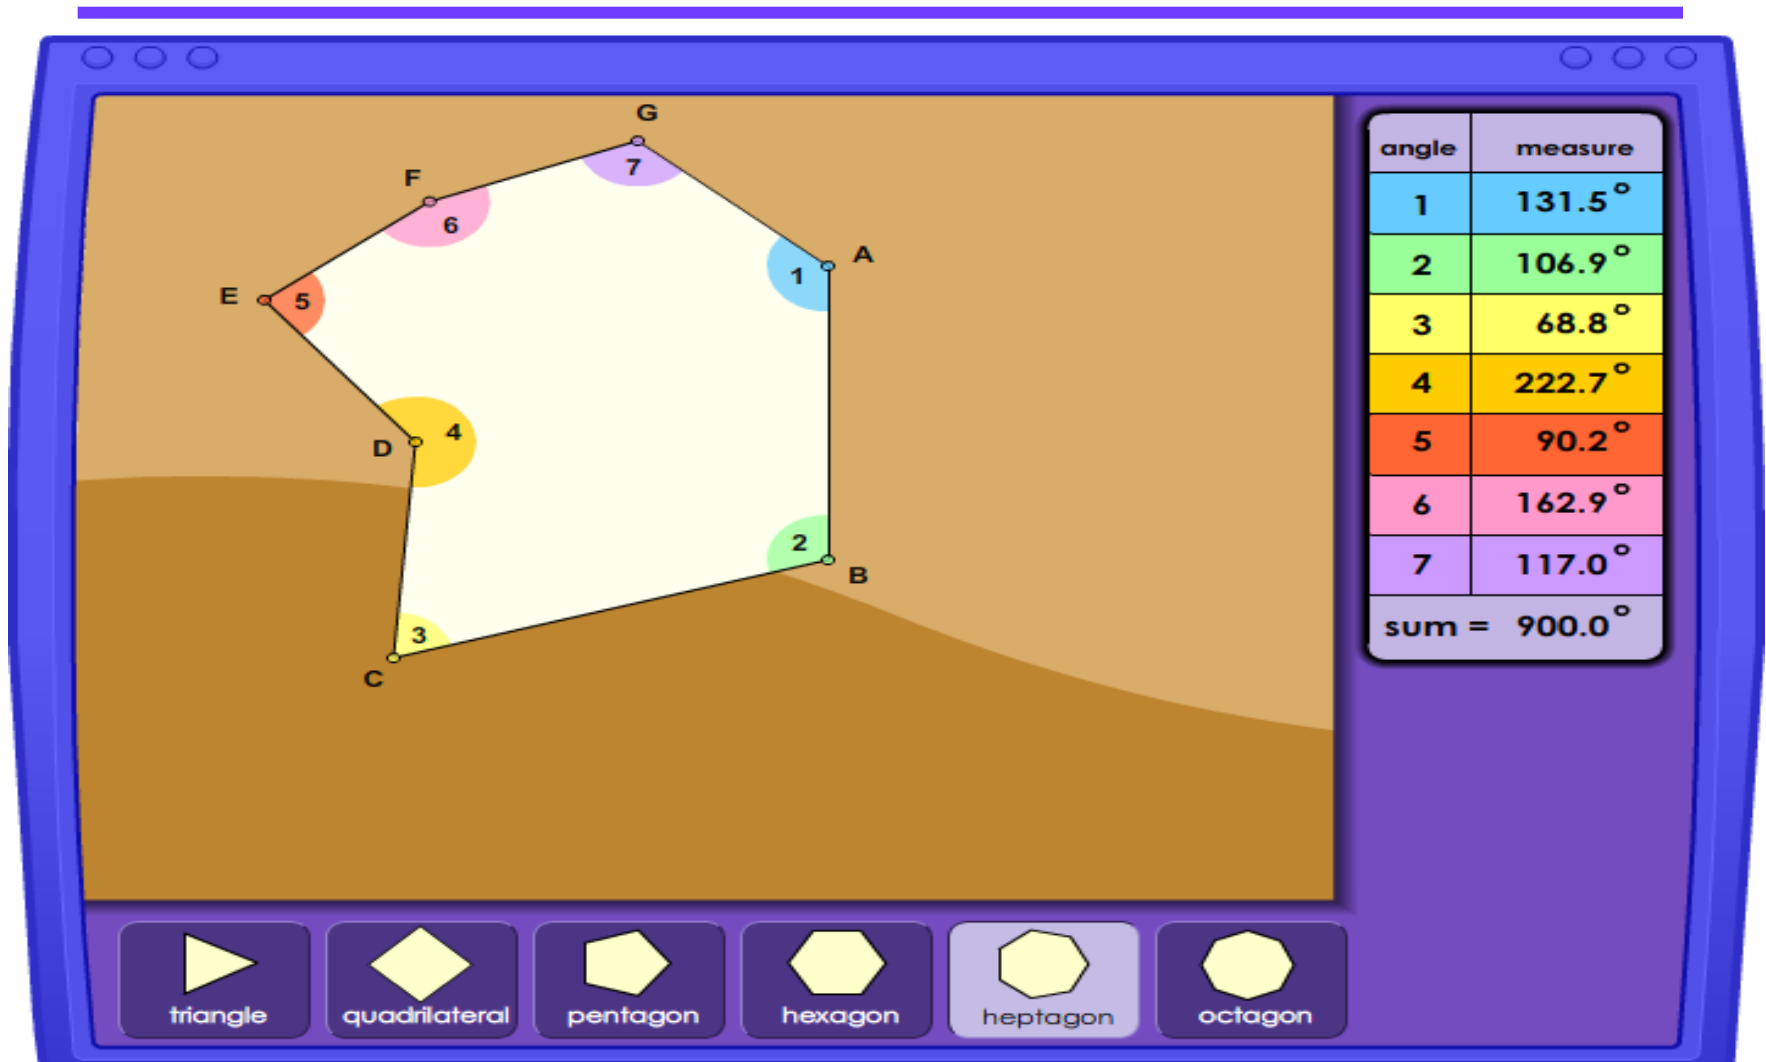 G
F
7
6
A
E
5
1
4
D
2
B
3
C
angle measure
1 131.5°
2 106.9°
3 68.8°
4 222.7°
5 90.2°
6 162.9°
7 117.0°
sum = 900.0°
triangle quadrilateral pentagon hexagon heptagon octagon